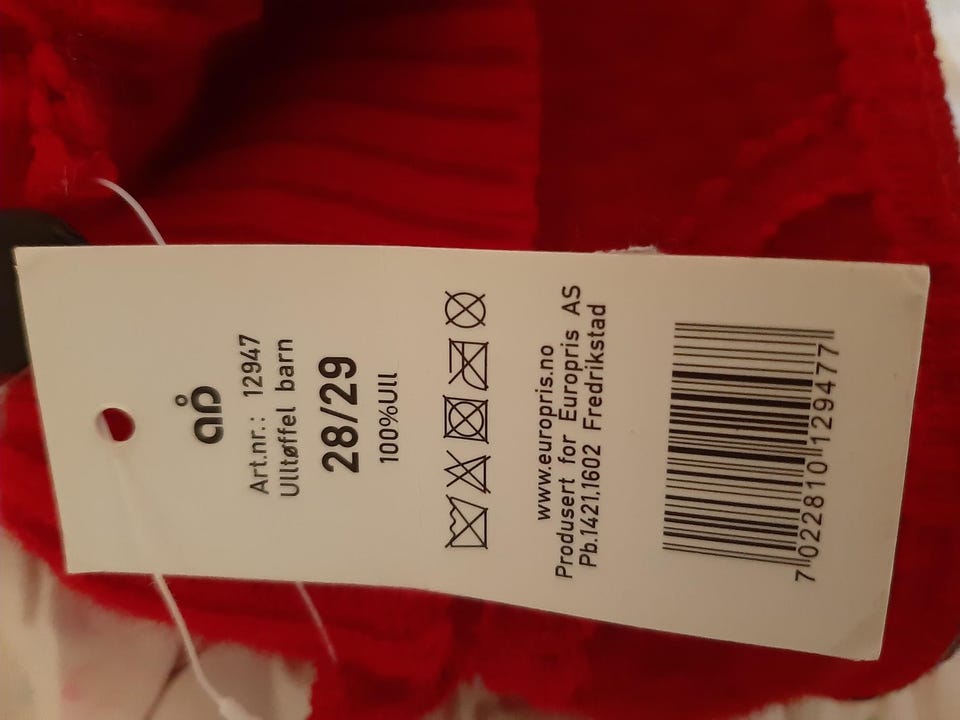 Art.nr.: 12947
Ulltøffel barn
28/29
100%Ull
www.europris.no
Produsert for Europris AS
Pb.1421.1602 Fredrikstad
7 022810 129477